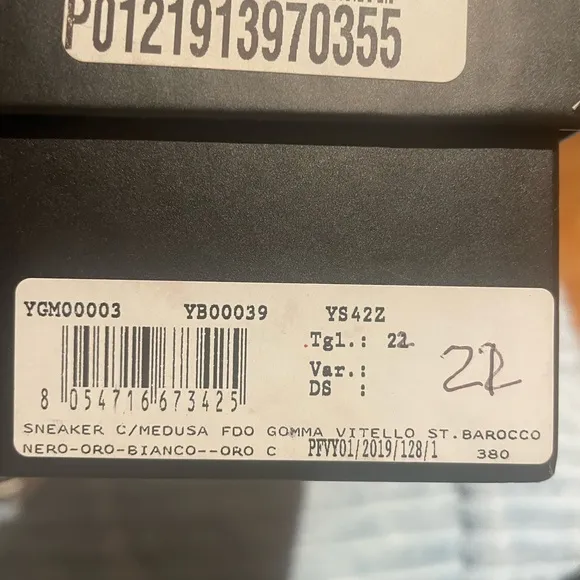 P0121913970355
YGM00003 YB00039 YS42Z
Tgl.: 22
Var.:
DS :
22
8 054716 673425
SNEAKER C/MEDUSA FDO GOMMA VITELLO ST.BAROCCO
NERO-ORO-BIANCO--ORO C PFVY01/2019/128/1 380